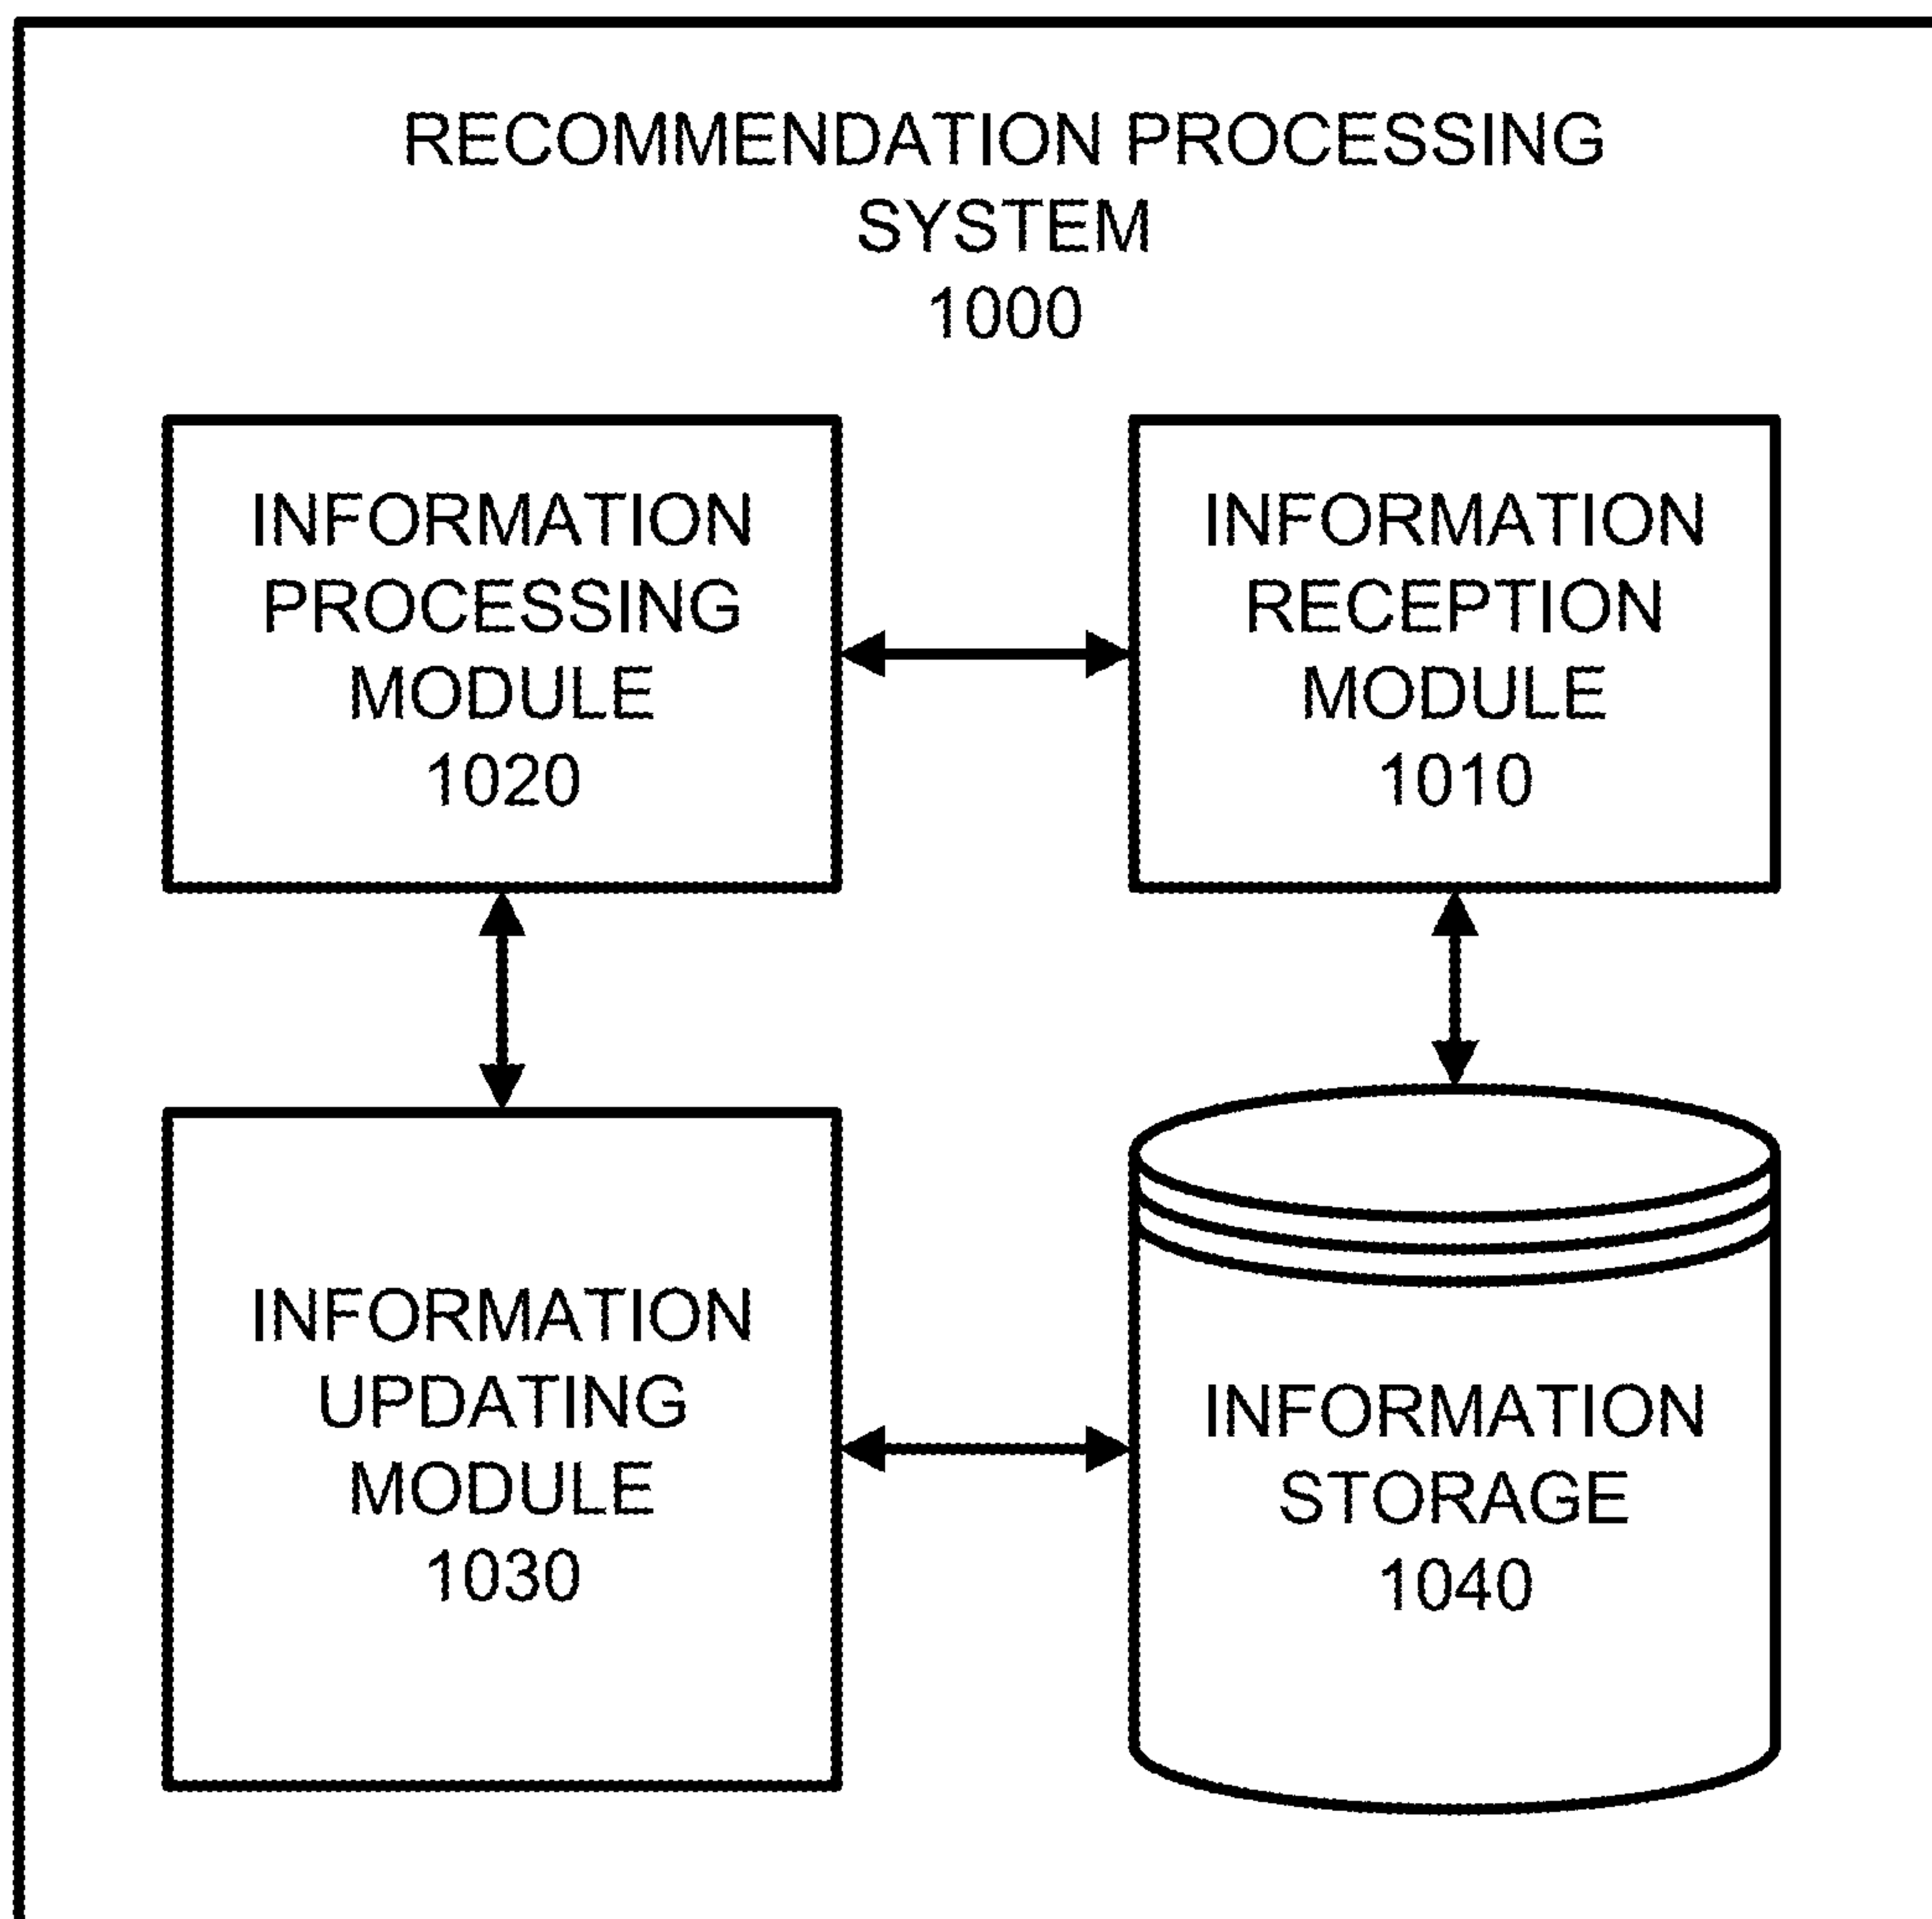 RECOMMENDATION PROCESSING
SYSTEM
1000
INFORMATION
PROCESSING
MODULE
1020
INFORMATION
RECEPTION
MODULE
1010
INFORMATION
UPDATING
MODULE
1030
INFORMATION
STORAGE
1040